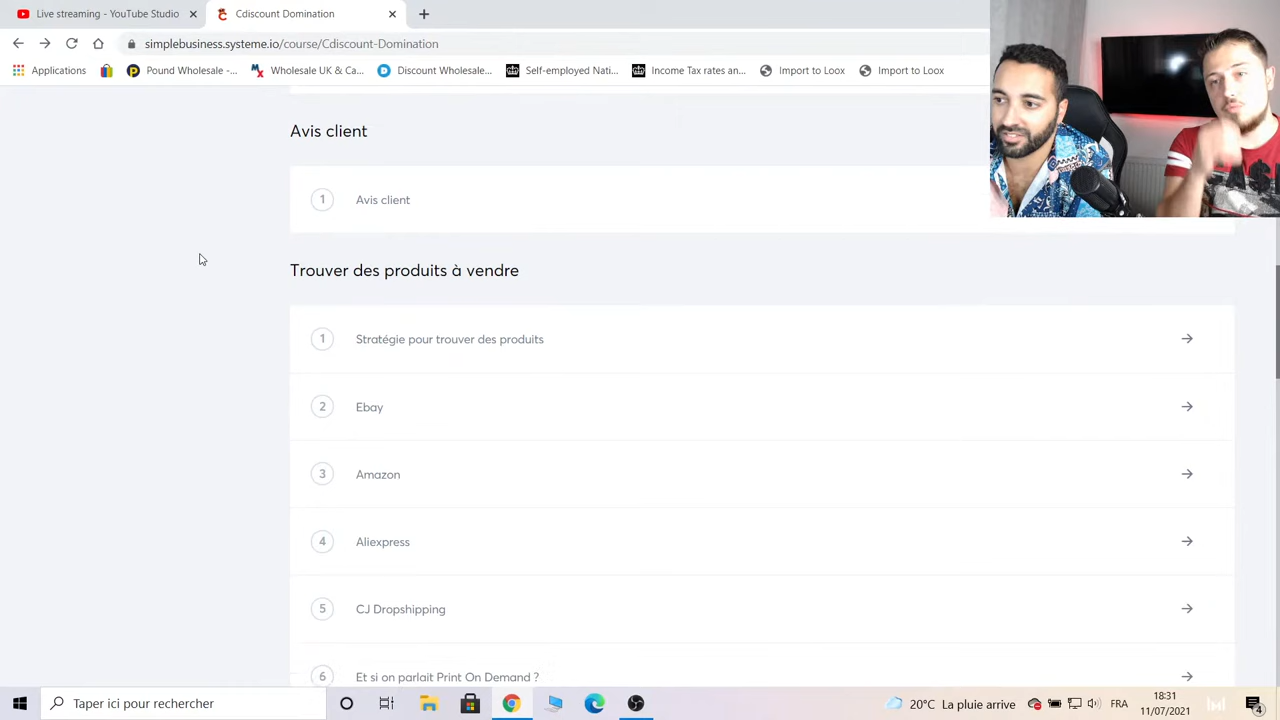 Live streaming - YouTube Studio
Cdiscount Domination
simplebusiness.systeme.io/course/Cdiscount-Domination
Applications
Pound Wholesale -...
Wholesale UK & Ca...
Discount Wholesale...
Self-employed Nati...
Income Tax rates an...
Import to Loox
Import to Loox
Avis client
1 Avis client
Trouver des produits à vendre
1 Stratégie pour trouver des produits
2 Ebay
3 Amazon
4 Aliexpress
5 CJ Dropshipping
6 Et si on parlait Print On Demand ?
Taper ici pour rechercher
20°C La pluie arrive
FRA
18:31
11/07/2021
4